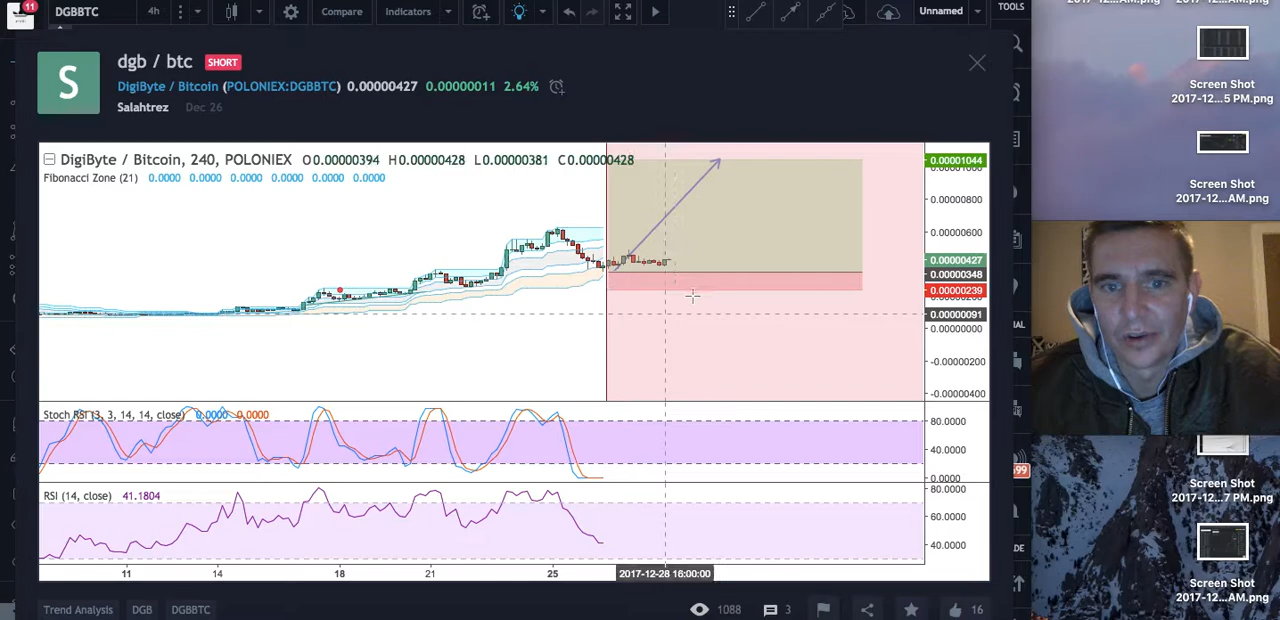 11
DGBBTC 4h Compare Indicators Unnamed TOOLS
S
dgb / btc SHORT
DigiByte / Bitcoin (POLONIEX:DGBBTC) 0.00000427 0.00000011 2.64%
Salahtrez Dec 26
DigiByte / Bitcoin, 240, POLONIEX O0.00000394 H0.00000428 L0.00000381 C0.00000428
Fibonacci Zone (21) 0.0000 0.0000 0.0000 0.0000 0.0000 0.0000
0.00001044
0.00000800
0.00000600
0.00000427
0.00000348
0.00000239
0.00000091
0.00000000
-0.00000200
-0.00000400
Stoch RSI (3, 3, 14, 14, close) 0.0000 0.0000
80.0000
40.0000
0.0000
RSI (14, close) 41.1804
80.0000
60.0000
40.0000
11 14 18 21 25 2017-12-28 16:00:00
Trend Analysis DGB DGBBTC 1088 3 16
Screen Shot
2017-12...5 PM.png
Screen Shot
2017-12...AM.png
Screen Shot
2017-12...7 PM.png
Screen Shot
2017-12...AM.png